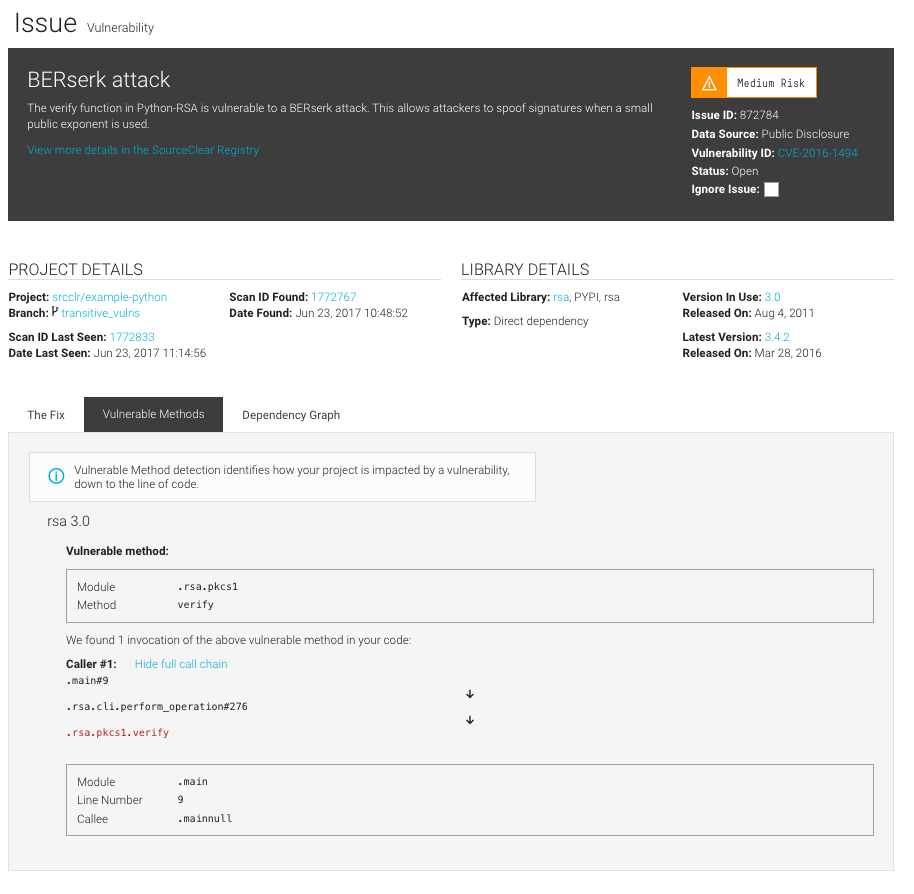 Issue Vulnerability
BERserk attack
The verify function in Python-RSA is vulnerable to a BERserk attack. This allows attackers to spoof signatures when a small
public exponent is used.
View more details in the SourceClear Registry
Medium Risk
Issue ID: 872784
Data Source: Public Disclosure
Vulnerability ID: CVE-2016-1494
Status: Open
Ignore Issue:
PROJECT DETAILS
Project: srcclr/example-python
Branch: transitive_vulns
Scan ID Last Seen: 1772833
Date Last Seen: Jun 23, 2017 11:14:56
Scan ID Found: 1772767
Date Found: Jun 23, 2017 10:48:52
LIBRARY DETAILS
Affected Library: rsa, PYPI, rsa
Type: Direct dependency
Version In Use: 3.0
Released On: Aug 4, 2011
Latest Version: 3.4.2
Released On: Mar 28, 2016
The Fix
Vulnerable Methods
Dependency Graph
Vulnerable Method detection identifies how your project is impacted by a vulnerability,
down to the line of code.
rsa 3.0
Vulnerable method:
Module .rsa.pkcs1
Method verify
We found 1 invocation of the above vulnerable method in your code:
Caller #1: Hide full call chain
.main#9
.rsa.cli.perform_operation#276
.rsa.pkcs1.verify
Module .main
Line Number 9
Callee .mainnull